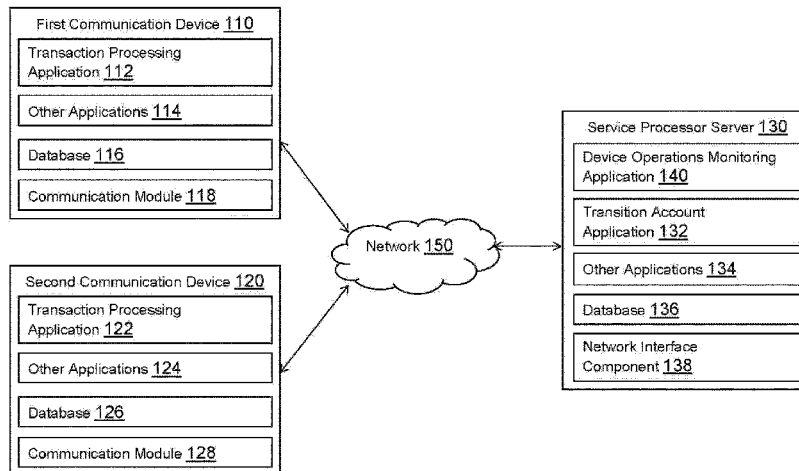 First Communication Device 110
Transaction Processing
Application 112
Other Applications 114
Database 116
Communication Module 118
Second Communication Device 120
Transaction Processing
Application 122
Other Applications 124
Database 126
Communication Module 128
Network 150
Service Processor Server 130
Device Operations Monitoring
Application 140
Transition Account
Application 132
Other Applications 134
Database 136
Network Interface
Component 138